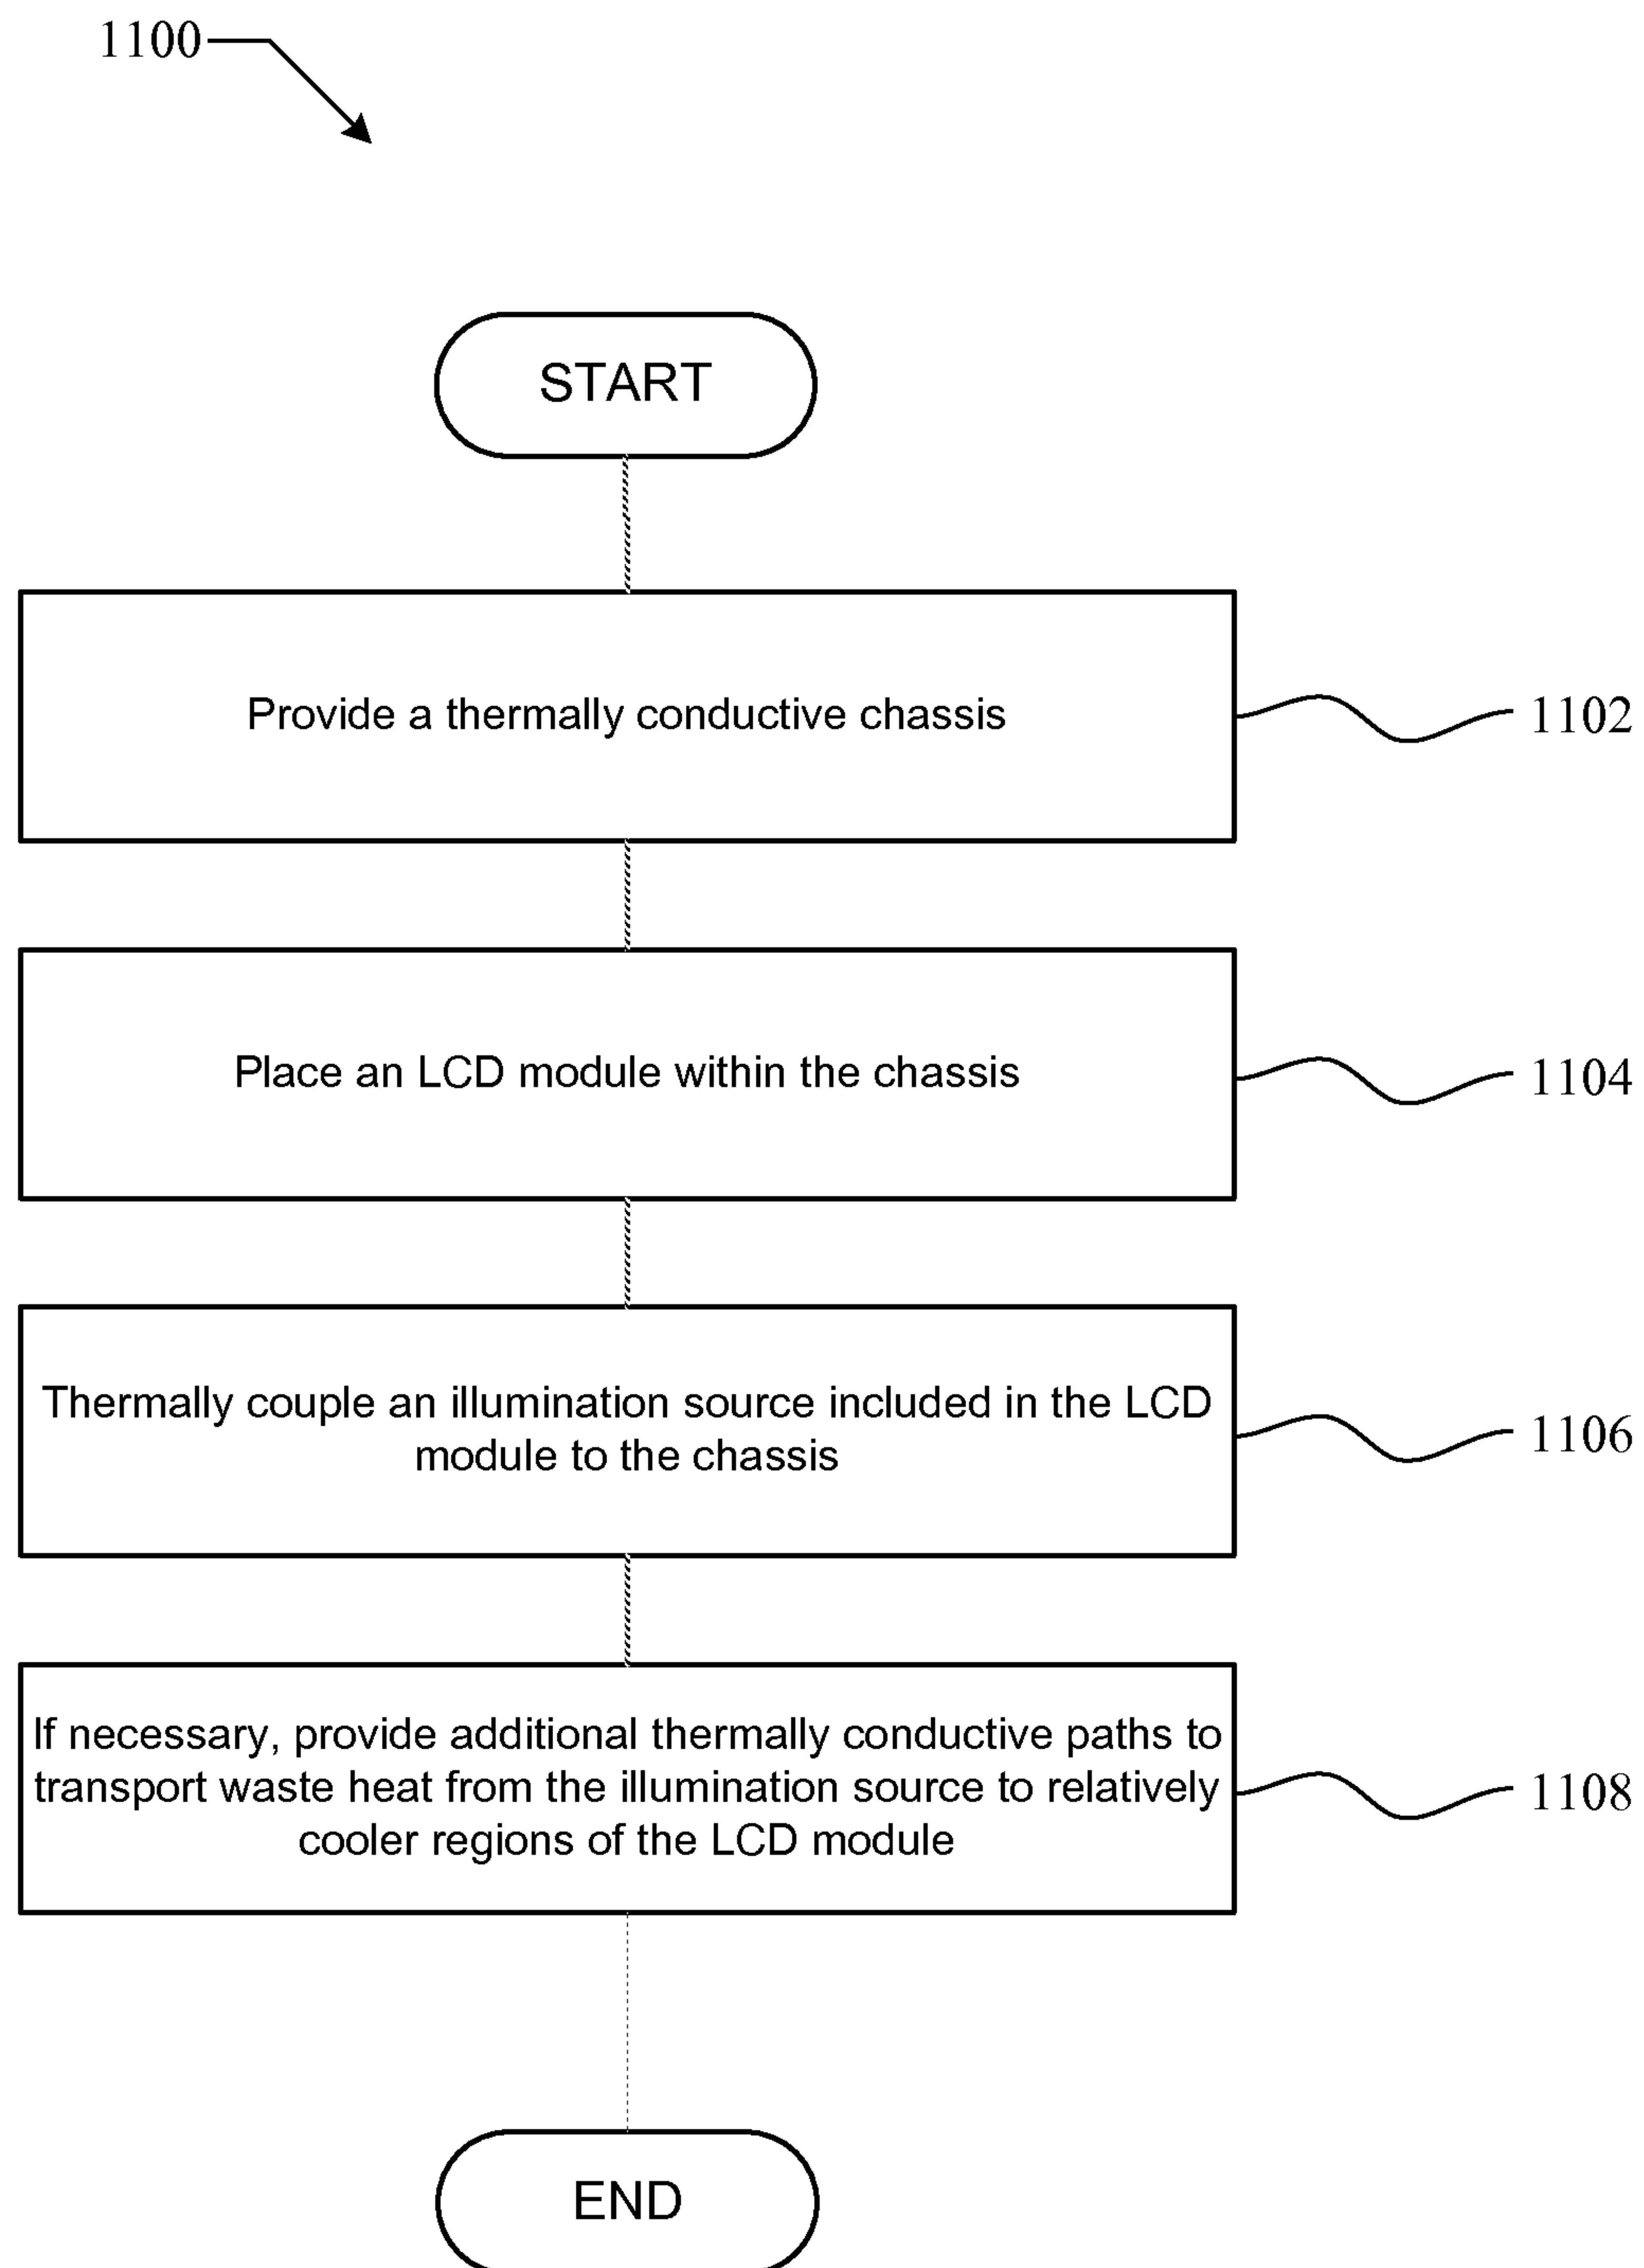 1100
START
Provide a thermally conductive chassis
1102
Place an LCD module within the chassis
1104
Thermally couple an illumination source included in the LCD
module to the chassis
1106
If necessary, provide additional thermally conductive paths to
transport waste heat from the illumination source to relatively
cooler regions of the LCD module
1108
END